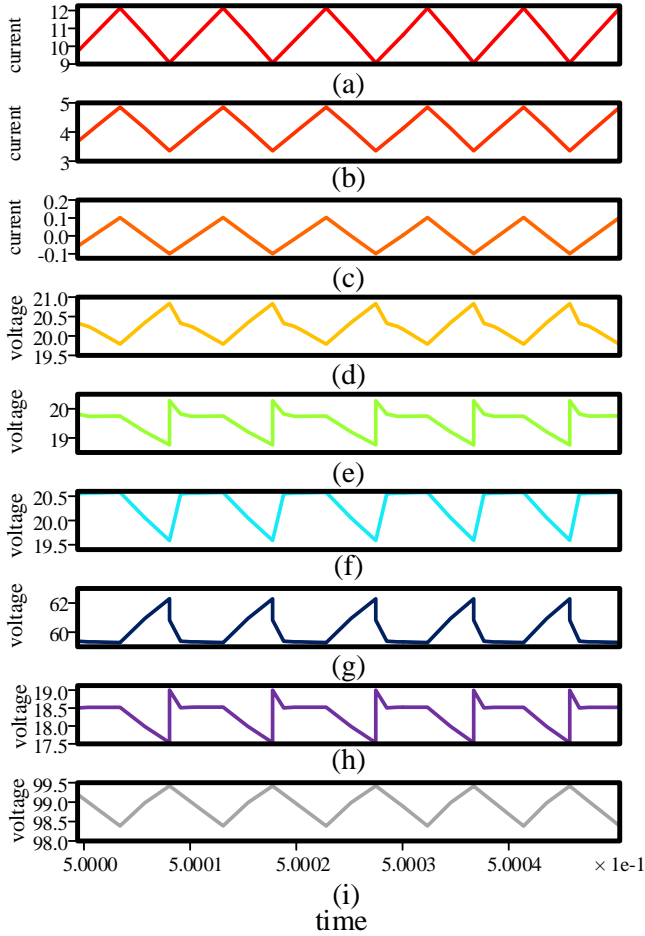 12
11
10
9
current
(a)
5
4
3
current
(b)
0.2
0.1
0.0
-0.1
current
(c)
21.0
20.5
20.0
19.5
voltage
(d)
20
19
voltage
(e)
20.5
20.0
19.5
voltage
(f)
62
60
voltage
(g)
19.0
18.5
18.0
17.5
voltage
(h)
99.5
99.0
98.5
98.0
voltage
5.0000 5.0001 5.0002 5.0003 5.0004 × 1e-1
(i)
time